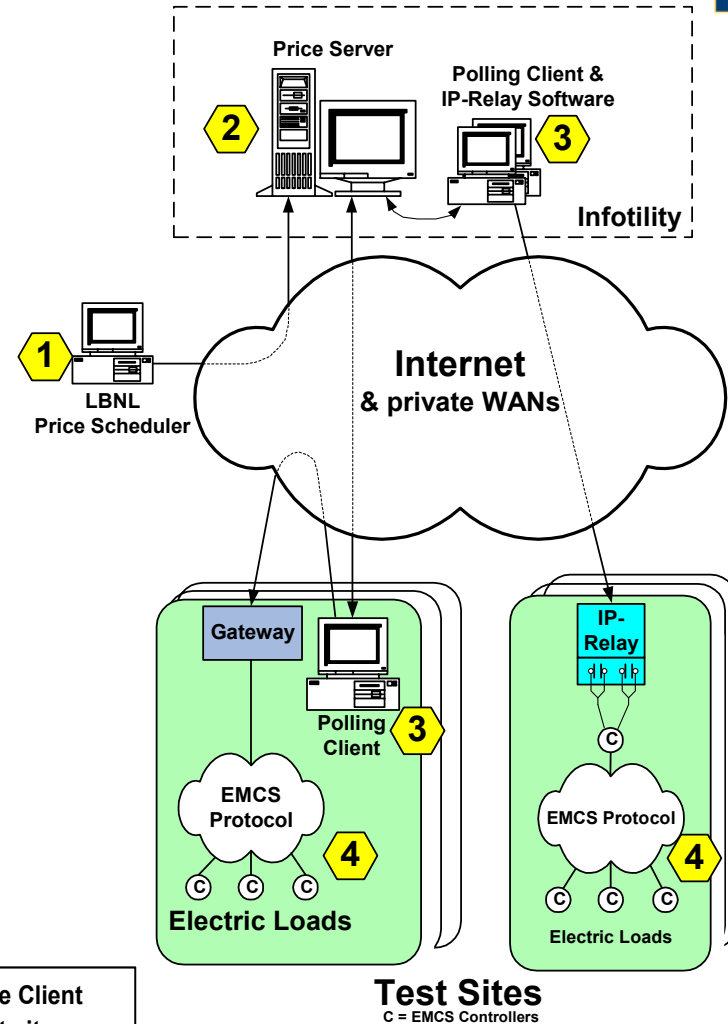 Price Server
Polling Client &
IP-Relay Software
2
3
Infotility
1
LBNL
Price Scheduler
Internet
& private WANs
Gateway
Polling
Client
3
EMCS
Protocol
4
C C C
Electric Loads
IP-
Relay
C
EMCS Protocol
4
C C C
Electric Loads
Test Sites
C = EMCS Controllers
e Client